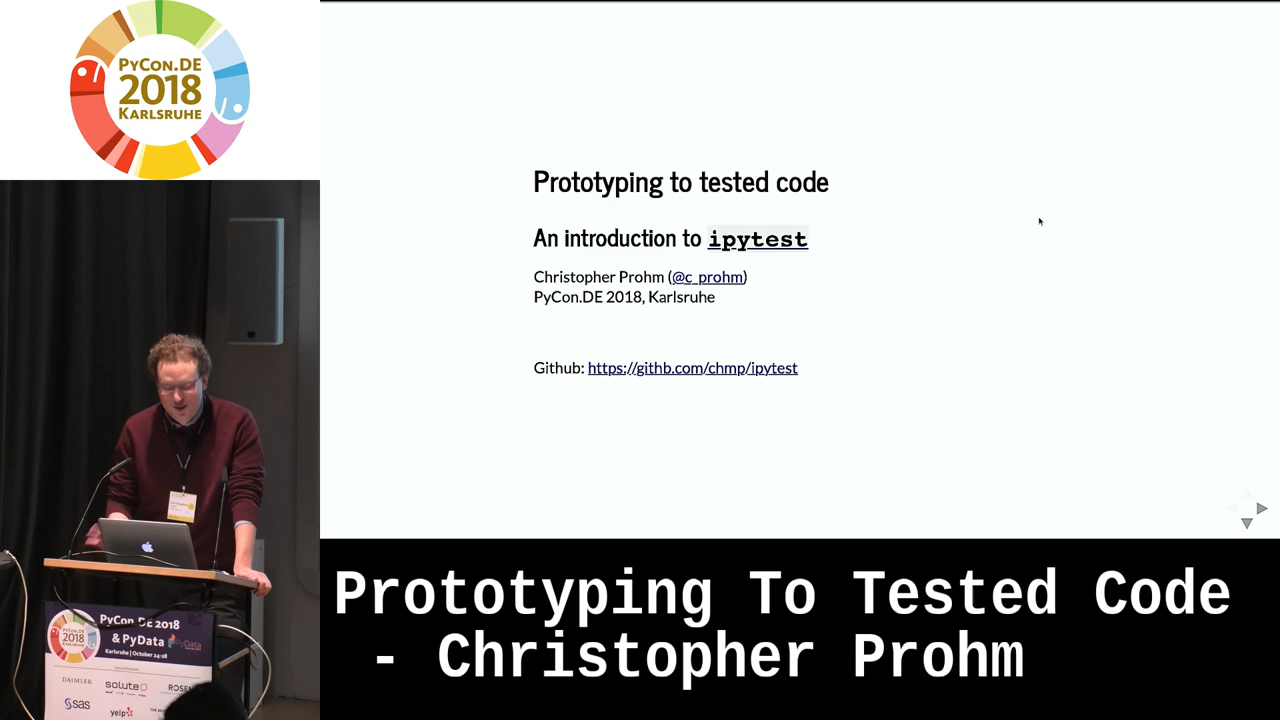 PYCON.DE
2018
KARLSRUHE
Prototyping to tested code
An introduction to ipytest
Christopher Prohm (@c_prohm)
PyCon.DE 2018, Karlsruhe
Github: https://githb.com/chmp/ipytest
PyCon.DE 2018
& PyData
Karlsruhe | October 24-28
DAIMLER
solute
ROSEN
sas
yelp
Prototyping To Tested Code
- Christopher Prohm